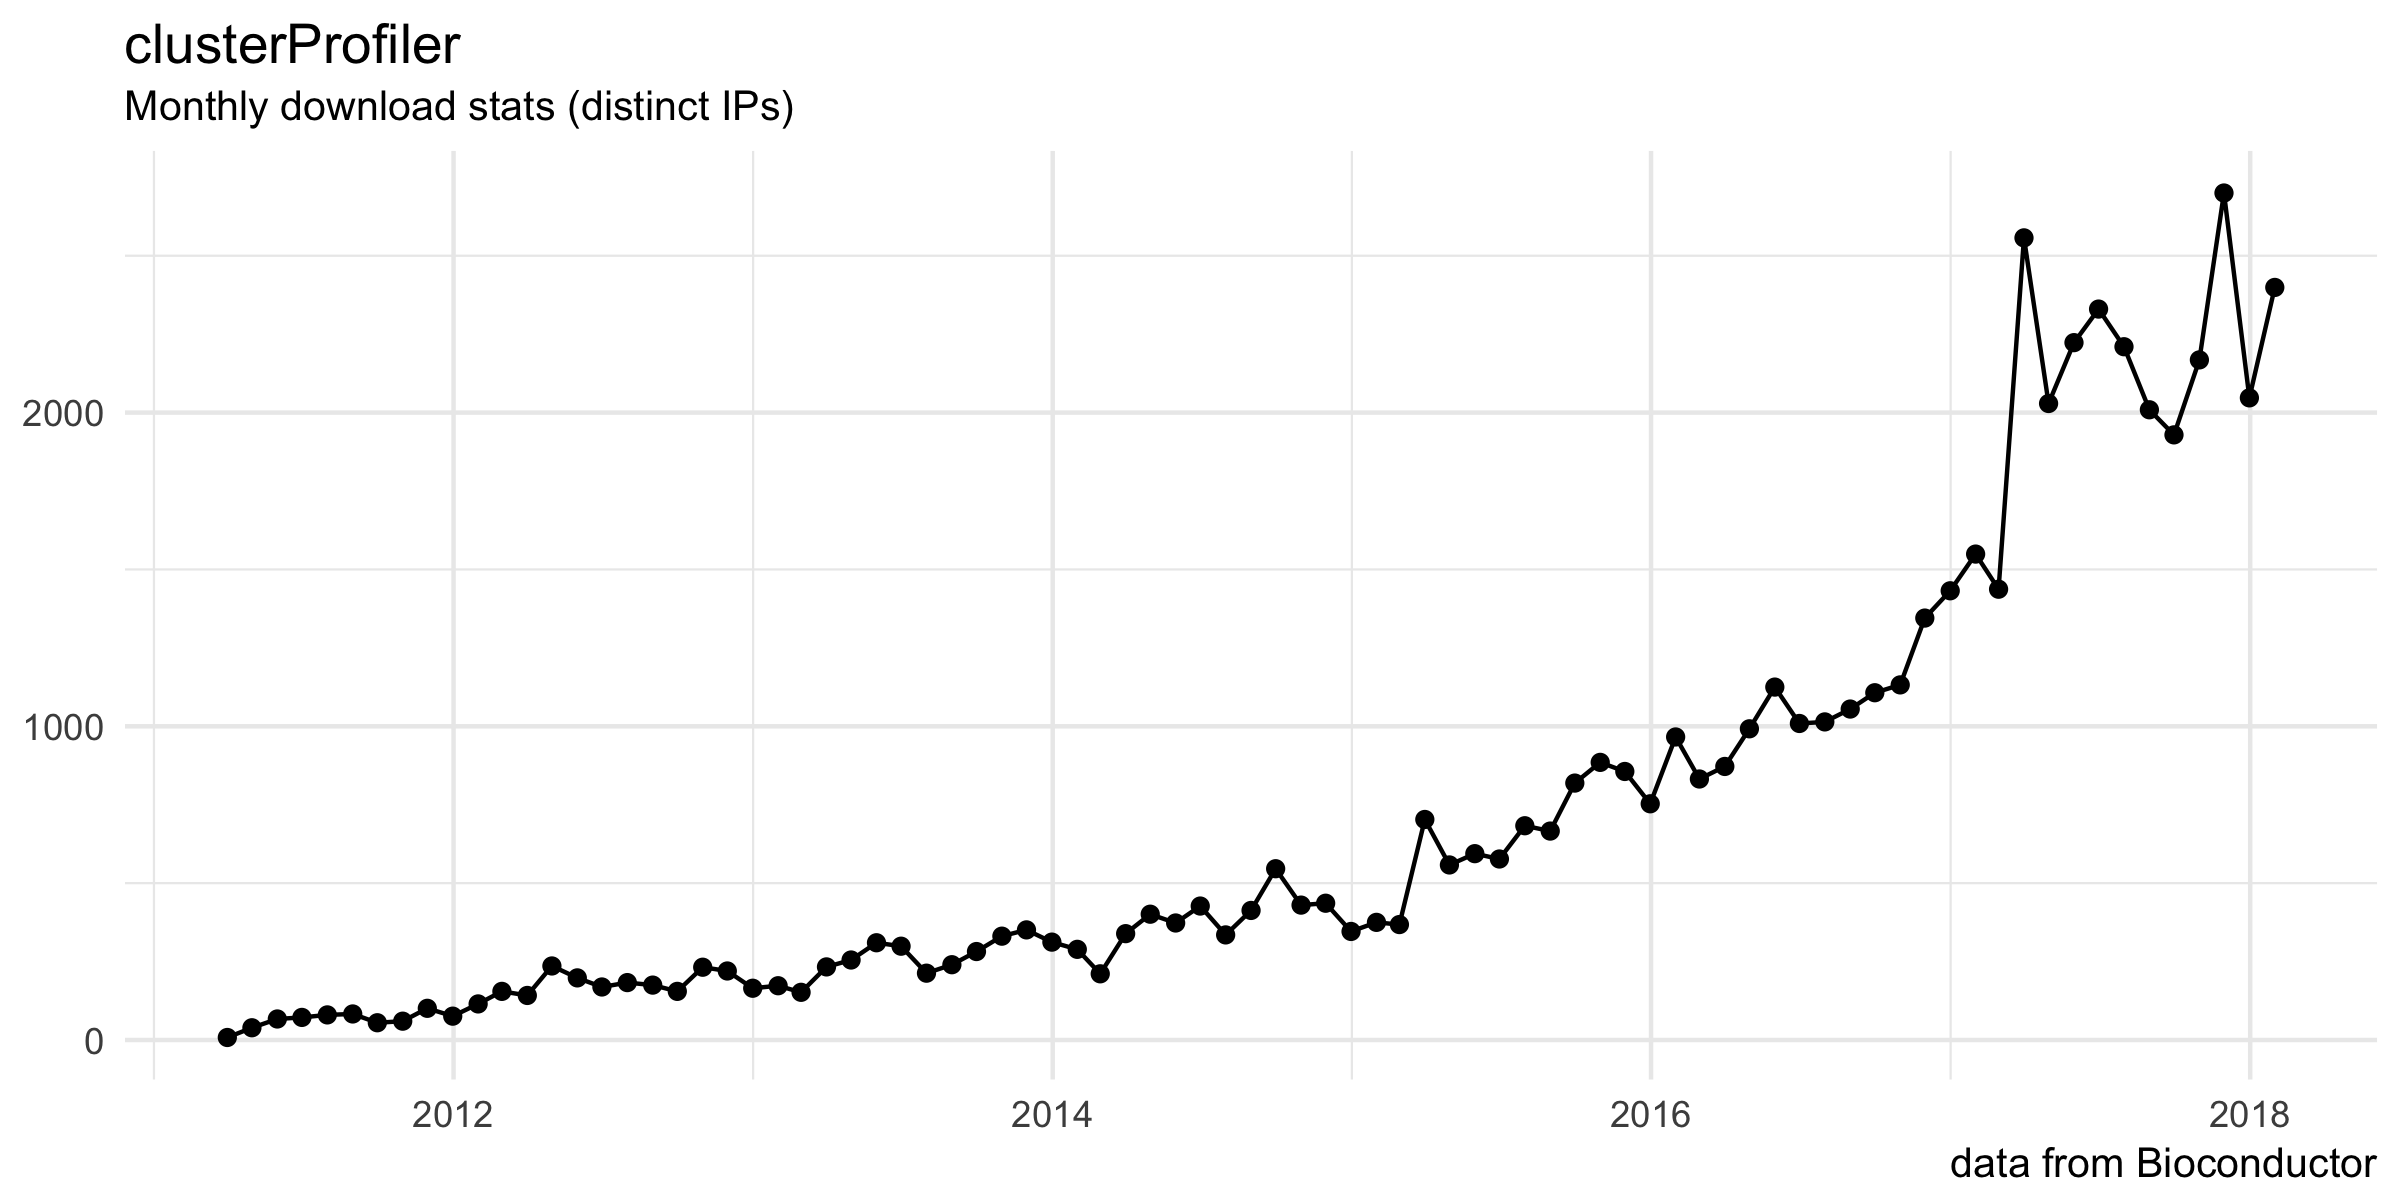 clusterProfiler
Monthly download stats (distinct IPs)
2000
1000
0
2012 2014 2016 2018
data from Bioconductor